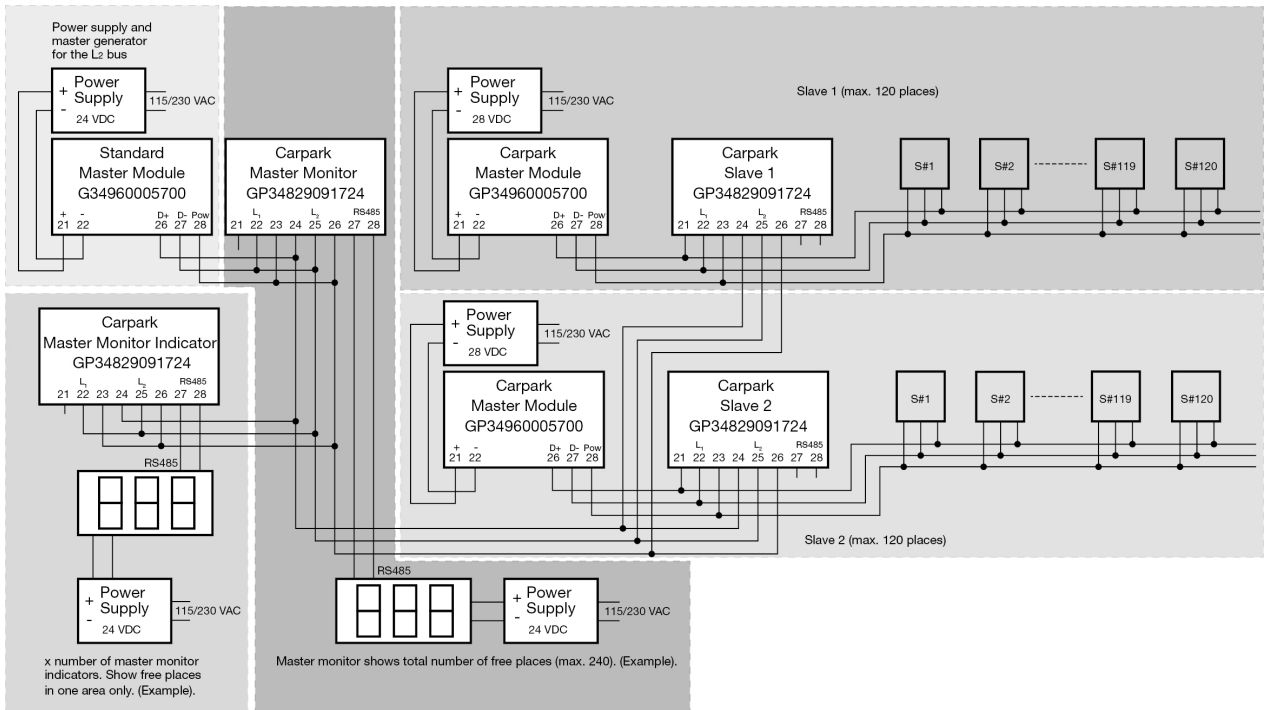 Power supply and
master generator
for the L2 bus
+ Power
- Supply
24 VDC
115/230 VAC
Standard
Master Module
G34960005700
+ - D+ D- Pow
21 22 26 27 28
Carpark
Master Monitor
GP34829091724
L1 L2 RS485
21 22 23 24 25 26 27 28
+ Power
- Supply
28 VDC
115/230 VAC
Slave 1 (max. 120 places)
Carpark
Master Module
GP34960005700
+ - D+ D- Pow
21 22 26 27 28
Carpark
Slave 1
GP34829091724
L1 L2 RS485
21 22 23 24 25 26 27 28
S#1 S#2 S#119 S#120
Carpark
Master Monitor Indicator
GP34829091724
L1 L2 RS485
21 22 23 24 25 26 27 28
RS485
+ Power
- Supply
24 VDC
115/230 VAC
x number of master monitor
indicators. Show free places
in one area only. (Example).
+ Power
- Supply
28 VDC
115/230 VAC
Carpark
Master Module
GP34960005700
+ - D+ D- Pow
21 22 26 27 28
Carpark
Slave 2
GP34829091724
L1 L2 RS485
21 22 23 24 25 26 27 28
S#1 S#2 S#119 S#120
Slave 2 (max. 120 places)
RS485
+ Power
- Supply
24 VDC
115/230 VAC
Master monitor shows total number of free places (max. 240). (Example).